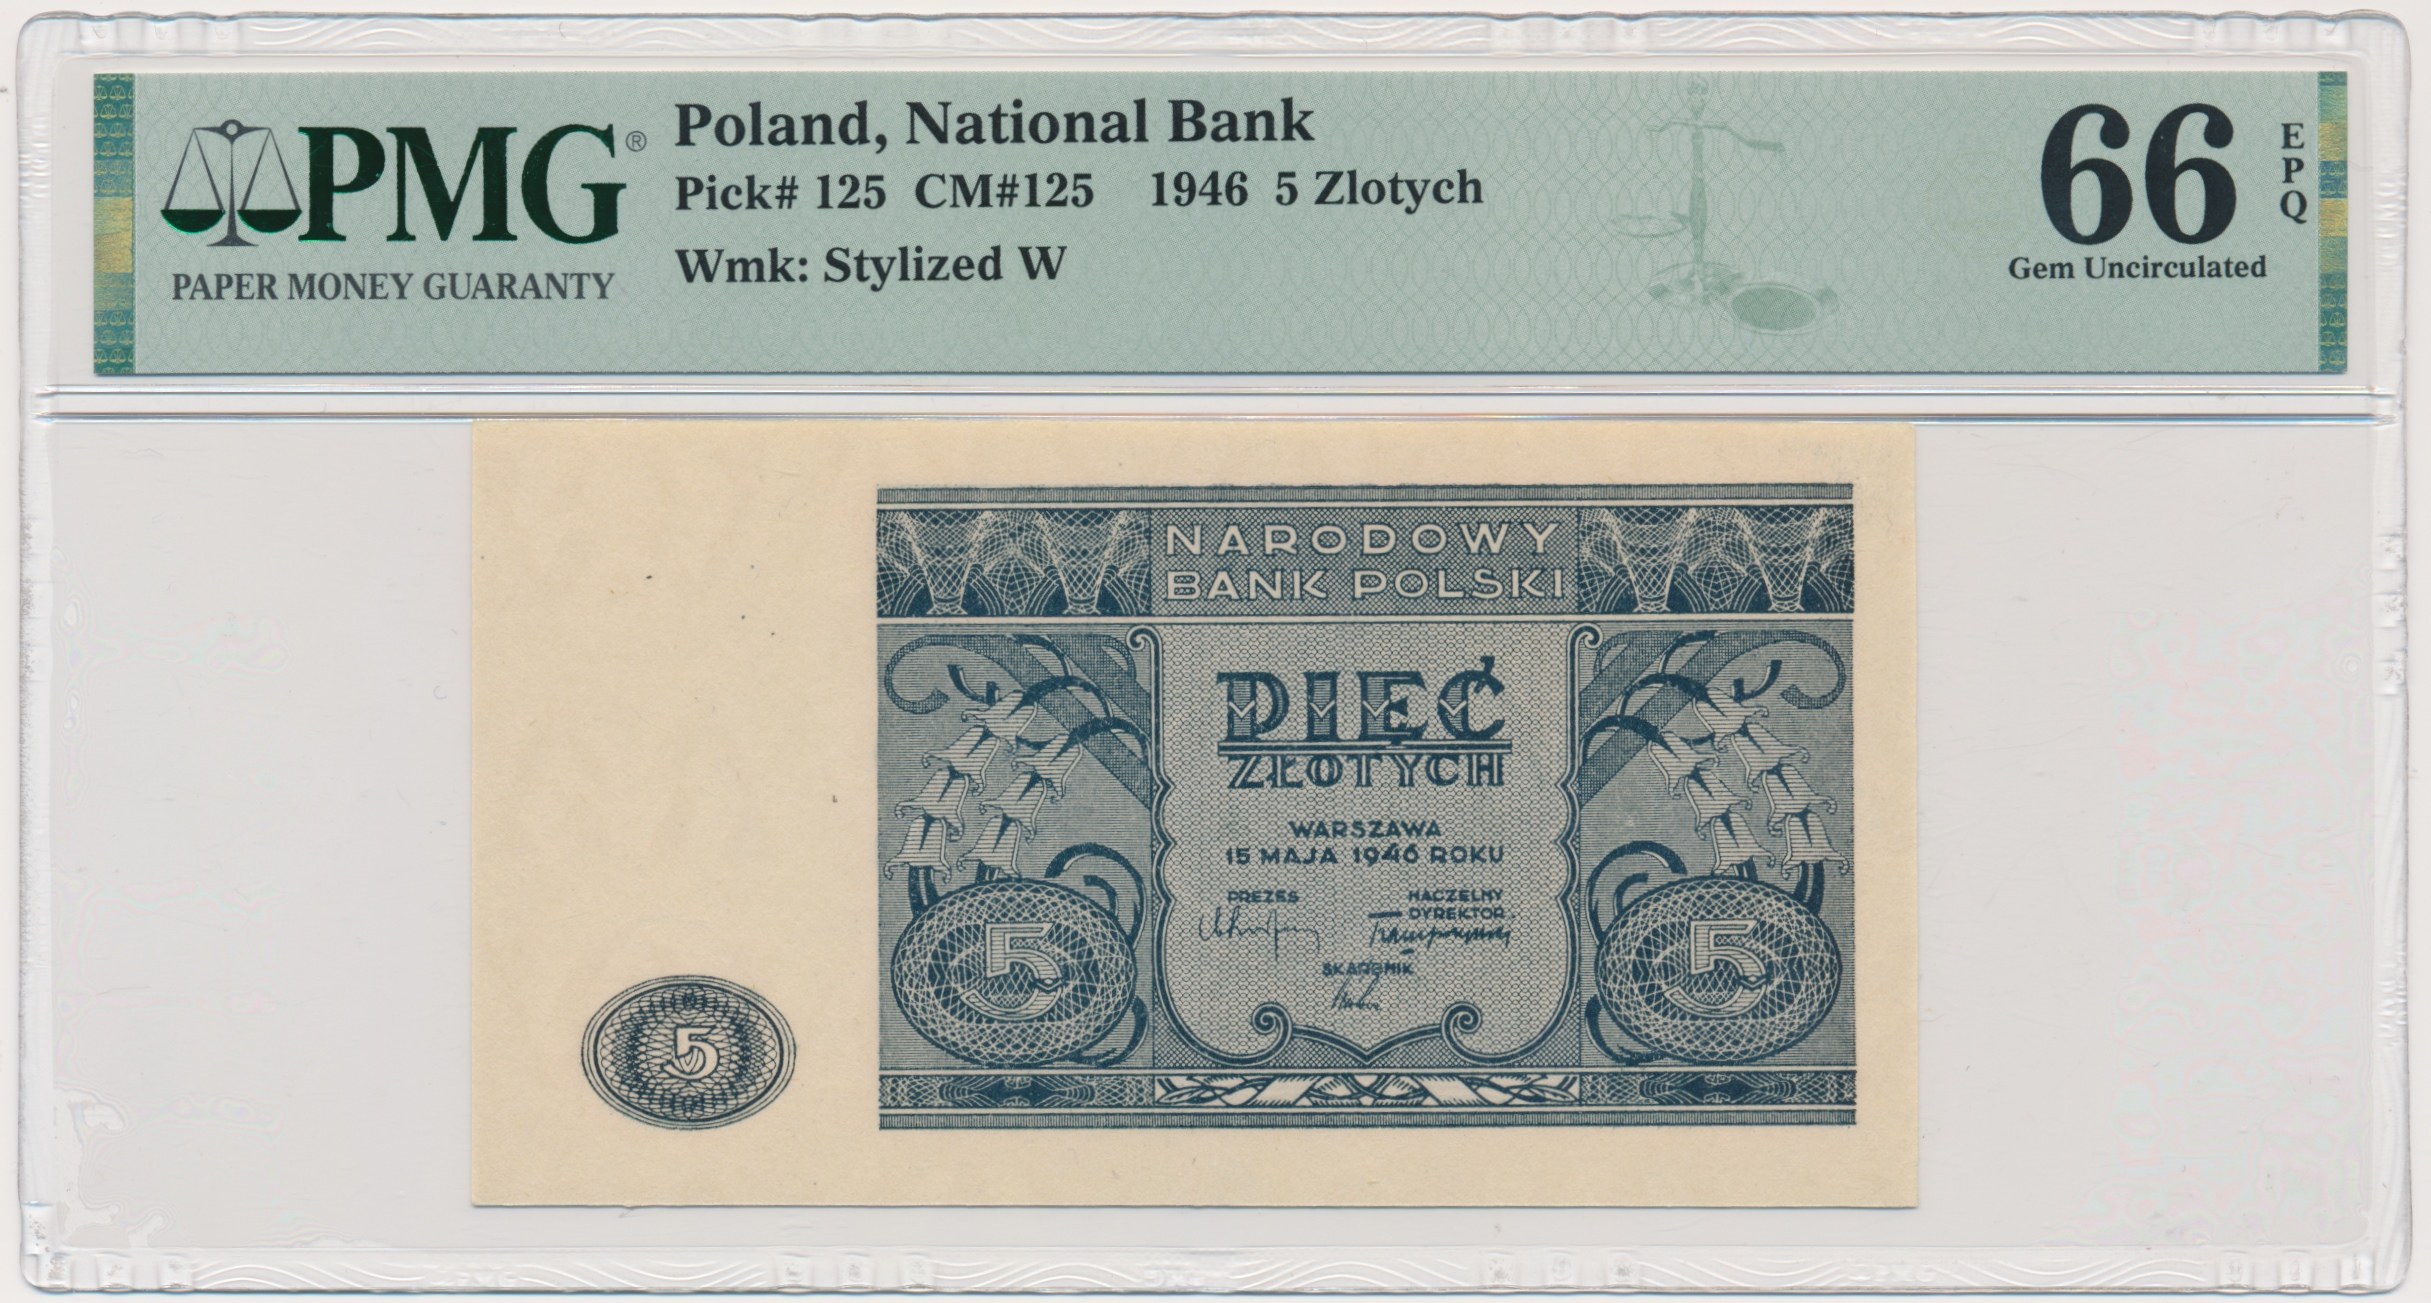 PMG®
PAPER MONEY GUARANTY
Poland, National Bank
Pick# 125 CM#125 1946 5 Zlotych
Wmk: Stylized W
66
EPQ
Gem Uncirculated
NARODOWY
BANK POLSKI
PIĘĆ
ZŁOTYCH
WARSZAWA
15 MAJA 1946 ROKU
PREZES
NACZELNY
DYREKTOR
SKARBNIK
5
5
5